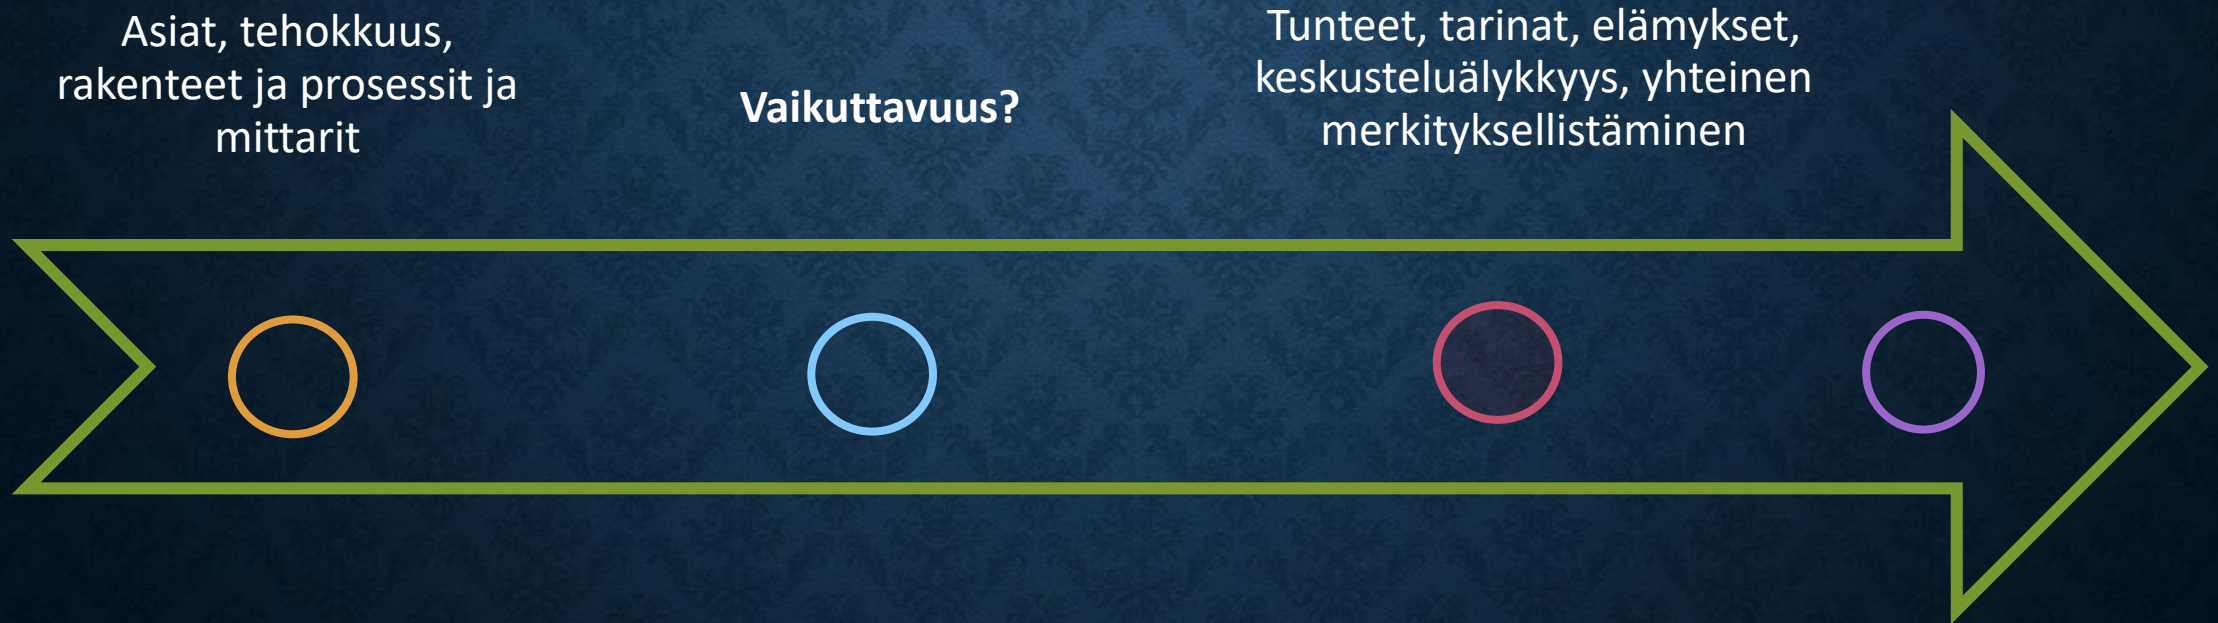 Asiat, tehokkuus,
rakenteet ja prosessit ja
mittarit
Vaikuttavuus?
Tunteet, tarinat, elämykset,
keskusteluälykkyys, yhteinen
merkityksellistäminen